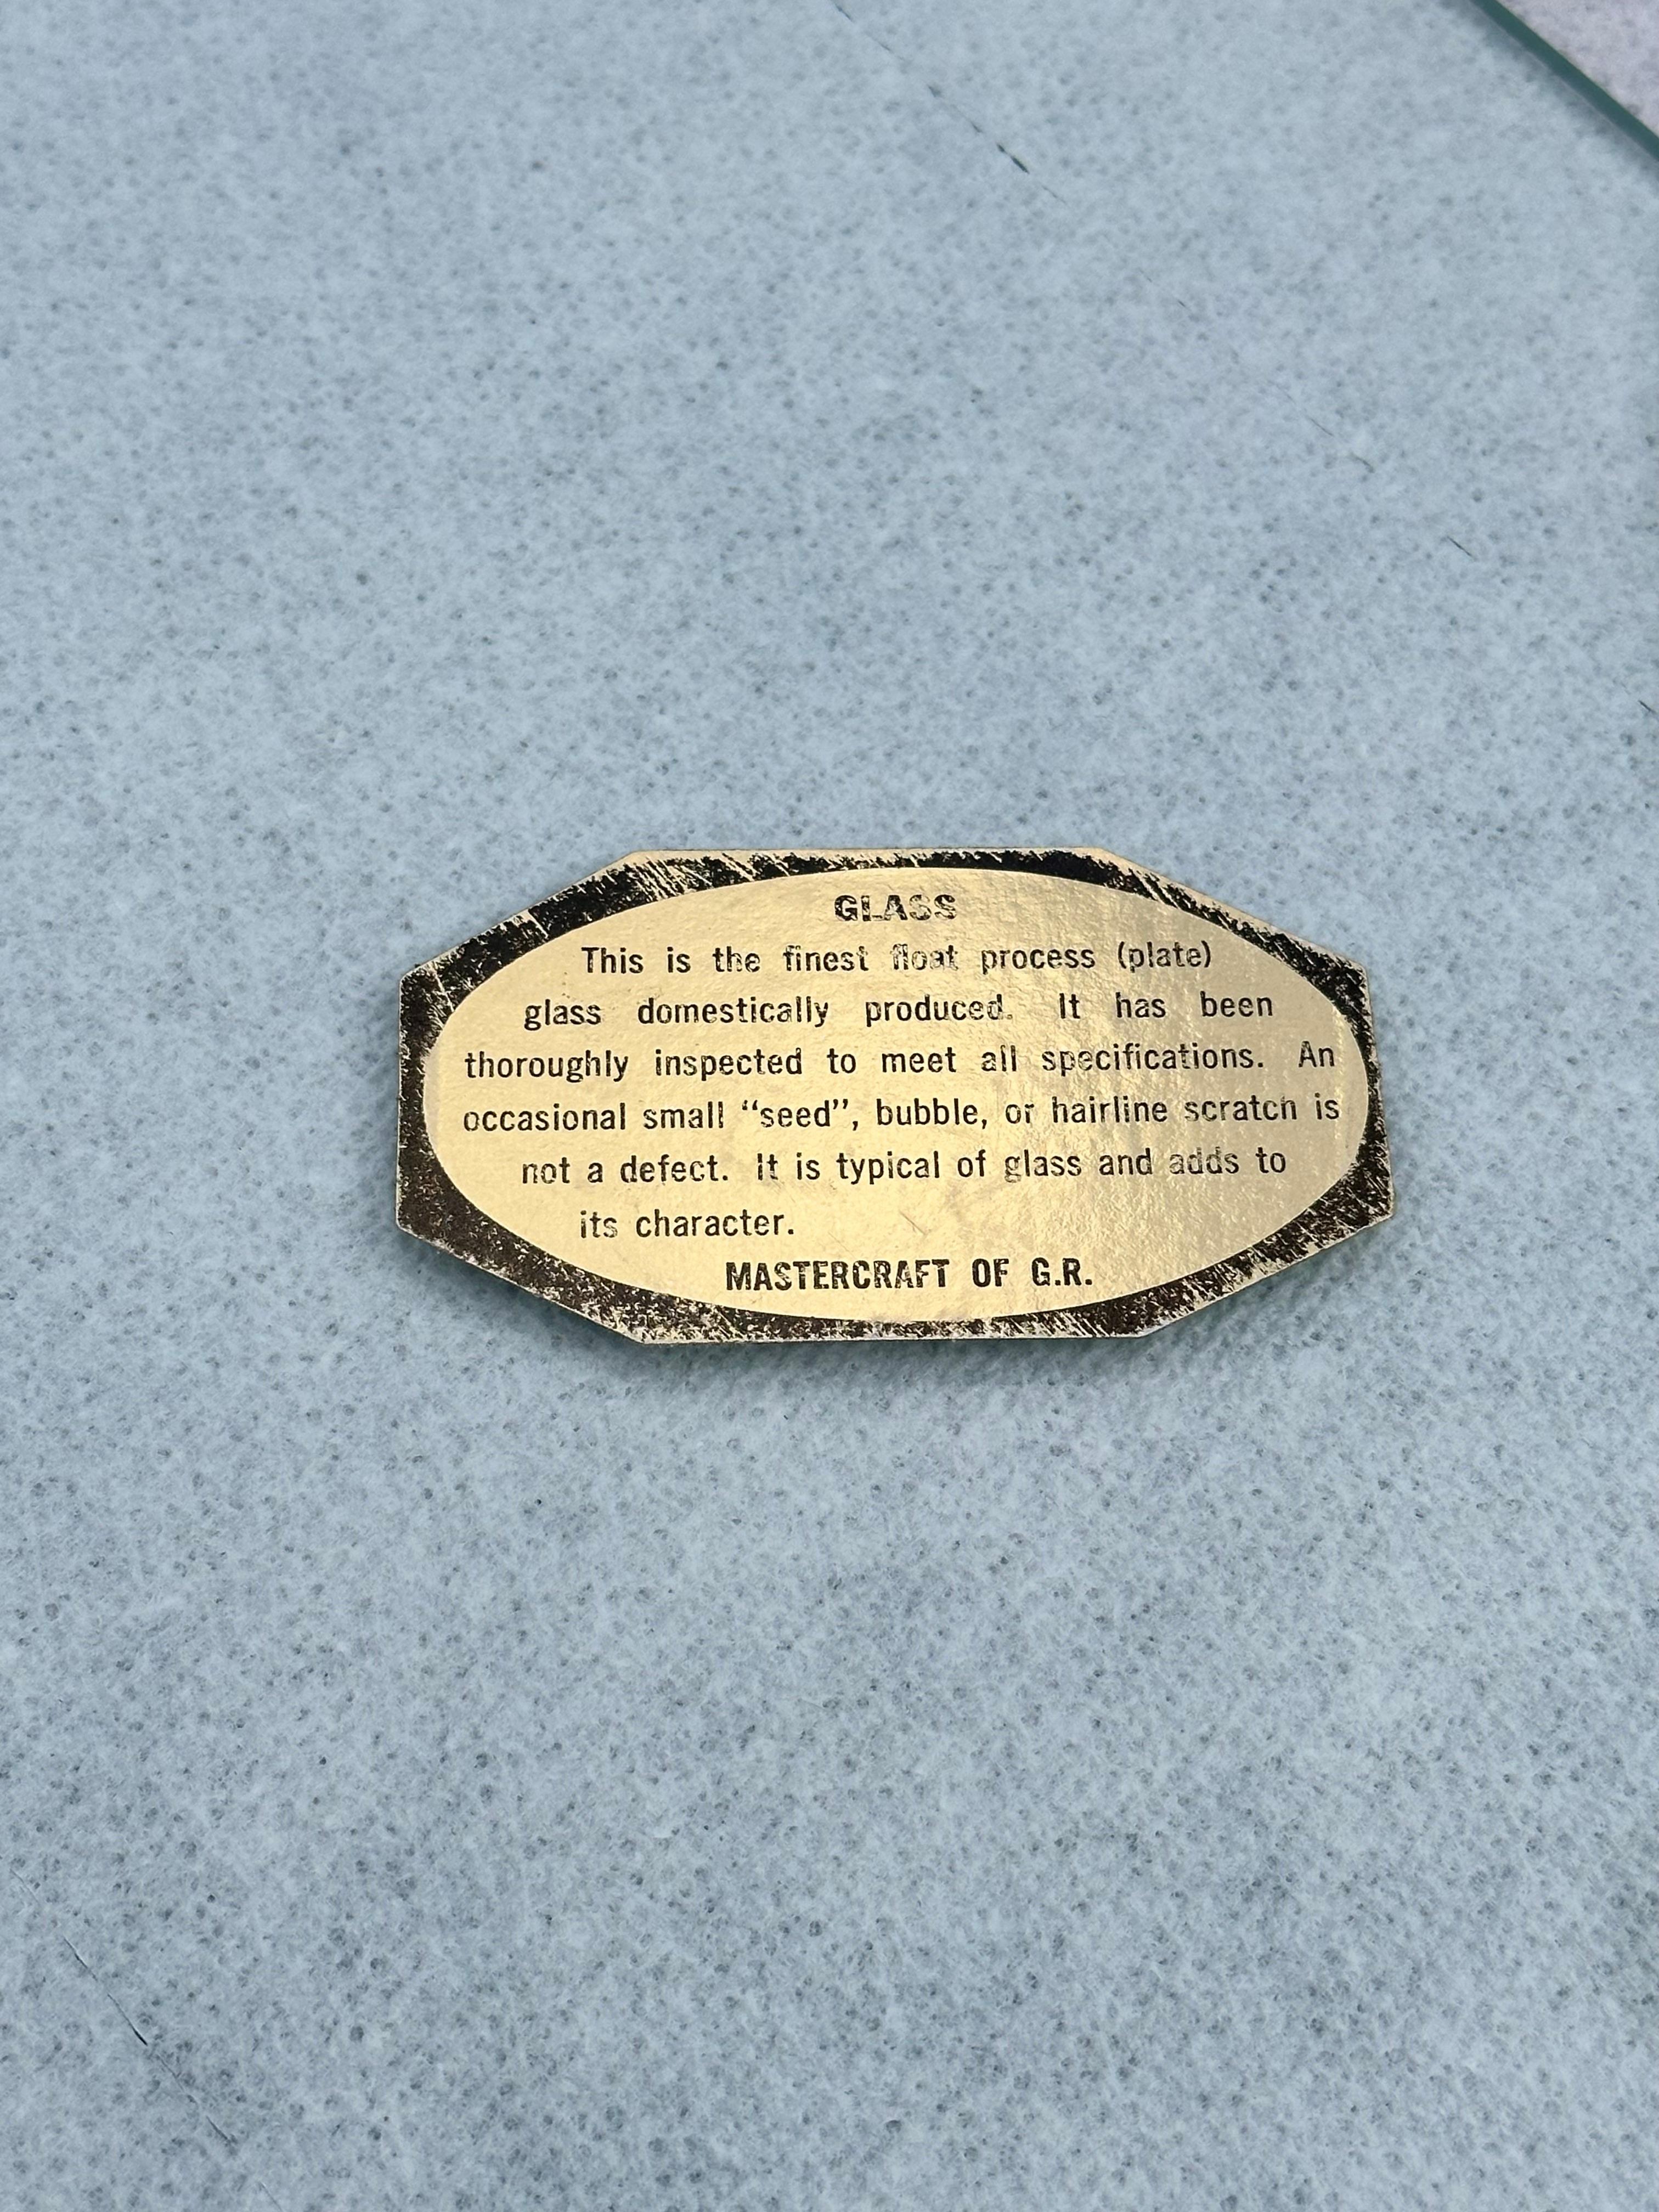 GLASS
This is the finest float process (plate)
glass domestically produced. It has been
thoroughly inspected to meet all specifications. An
occasional small “seed”, bubble, or hairline scratch is
not a defect. It is typical of glass and adds to
its character.
MASTERCRAFT OF G.R.